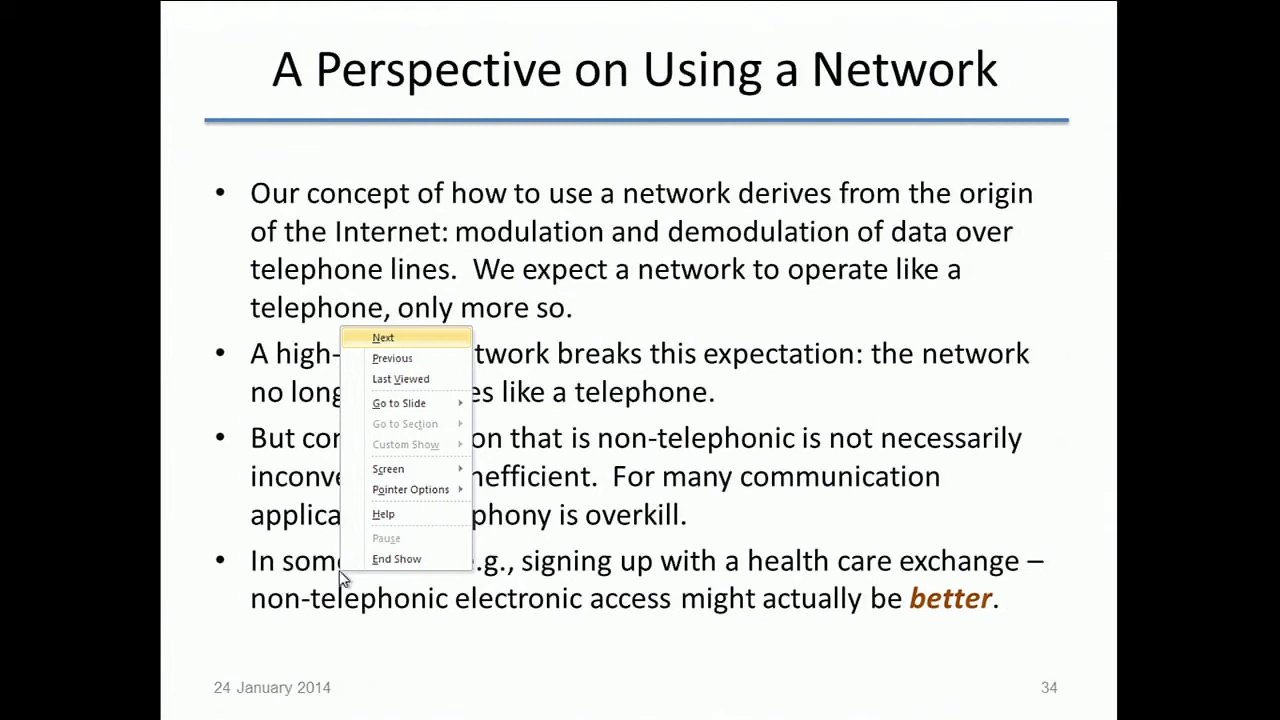 A Perspective on Using a Network
• Our concept of how to use a network derives from the origin
of the Internet: modulation and demodulation of data over
telephone lines. We expect a network to operate like a
telephone, only more so.
• A high- twork breaks this expectation: the network
no long es like a telephone.
• But con on that is non-telephonic is not necessarily
inconve nefficient. For many communication
applica phony is overkill.
• In some .g., signing up with a health care exchange –
non-telephonic electronic access might actually be better.
Next
Previous
Last Viewed
Go to Slide
Go to Section
Custom Show
Screen
Pointer Options
Help
Pause
End Show
24 January 2014
34